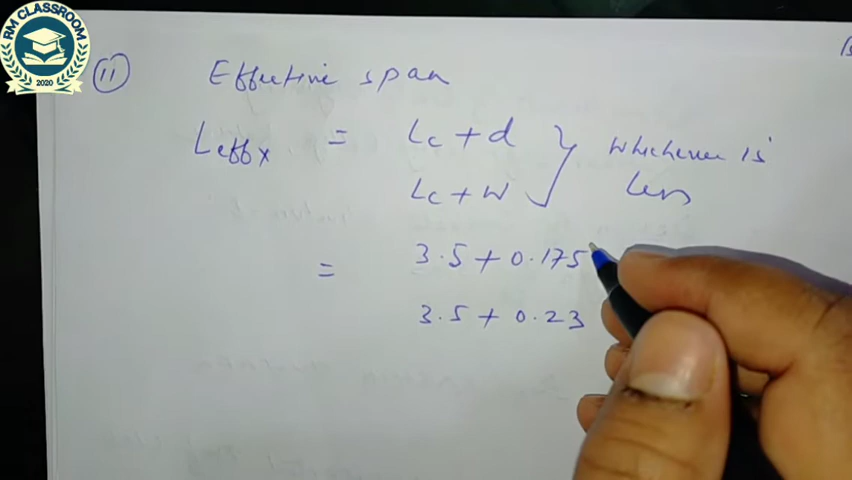 RM CLASSROOM
2020
(11) Effective span
Leffx = Lc + d } whichever is
Lc + W } less
= 3.5 + 0.175
3.5 + 0.23